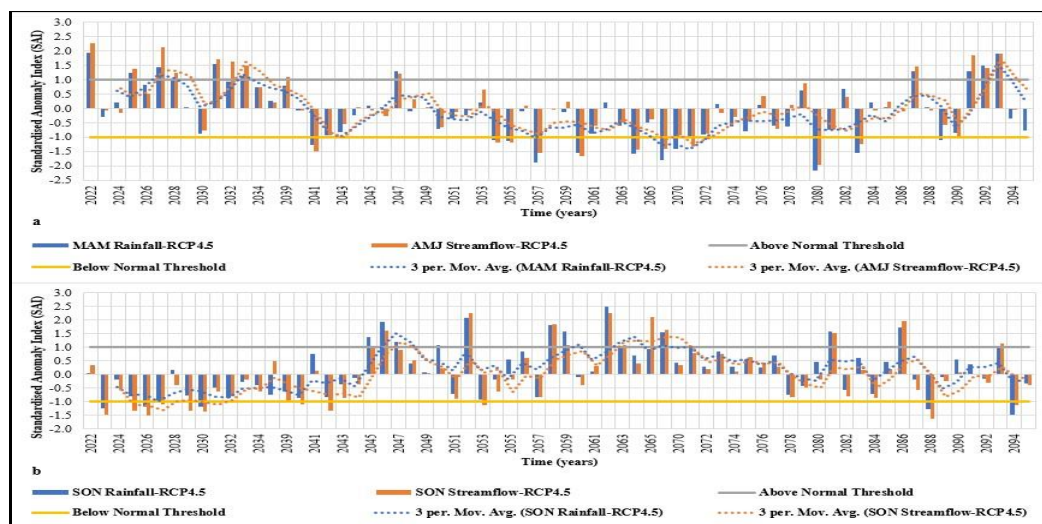 Standardized Anomaly Index (SAI)
3.0
2.5
2.0
1.5
1.0
0.5
0.0
-0.5
-1.0
-1.5
-2.0
-2.5
2022 2024 2026 2028 2030 2032 2034 2039 2041 2045 2047 2049 2051 2053 2055 2057 2059 2061 2063 2065 2070 2072 2074 2076 2078 2080 2082 2084 2086 2088 2090 2092 2094
Time (years)
a
MAM Rainfall-RCP4.5 AMJ Streamflow-RCP4.5 Above Normal Threshold
Below Normal Threshold 3 per. Mov. Avg. (MAM Rainfall-RCP4.5) 3 per. Mov. Avg. (AMJ Streamflow-RCP4.5)
Standardized Anomaly Index (SAI)
3.0
2.5
2.0
1.5
1.0
0.5
0.0
-0.5
-1.0
-1.5
-2.0
2022 2024 2026 2028 2030 2032 2034 2039 2041 2045 2047 2049 2051 2053 2055 2057 2059 2061 2063 2065 2070 2072 2074 2076 2078 2080 2082 2084 2086 2088 2090 2092 2094
Time (years)
b
SON Rainfall-RCP4.5 SON Streamflow-RCP4.5 Above Normal Threshold
Below Normal Threshold 3 per. Mov. Avg. (SON Rainfall-RCP4.5) 3 per. Mov. Avg. (SON Streamflow-RCP4.5)